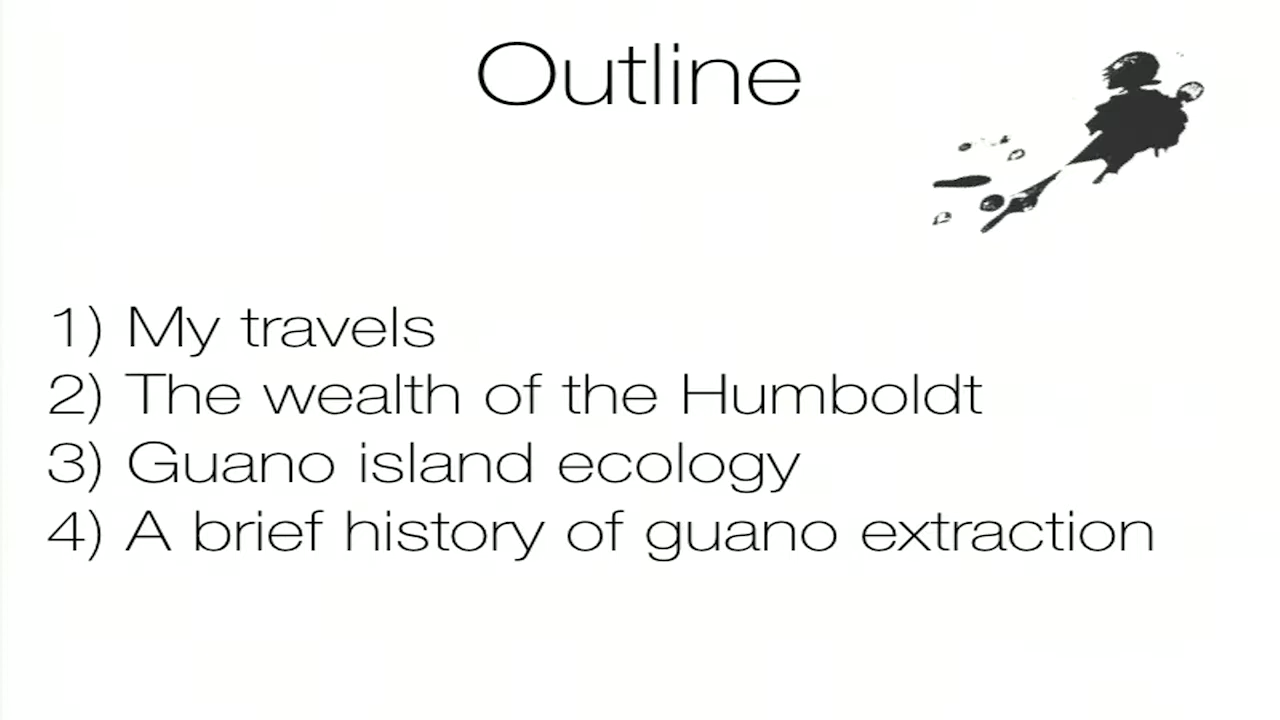 Outline
1) My travels
2) The wealth of the Humboldt
3) Guano island ecology
4) A brief history of guano extraction